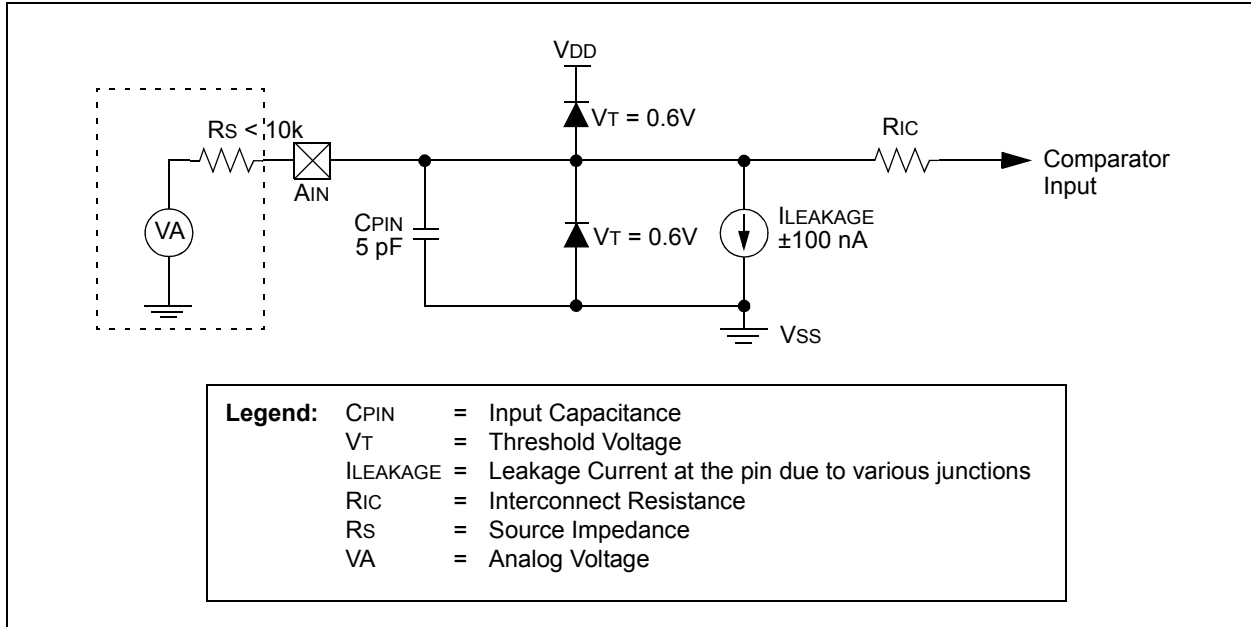 VDD
VT = 0.6V
RS < 10k
RIC
AIN
Comparator
Input
VA
CPIN
5 pF
VT = 0.6V
ILEAKAGE
±100 nA
VSS
Legend: CPIN = Input Capacitance
VT = Threshold Voltage
ILEAKAGE = Leakage Current at the pin due to various junctions
RIC = Interconnect Resistance
RS = Source Impedance
VA = Analog Voltage